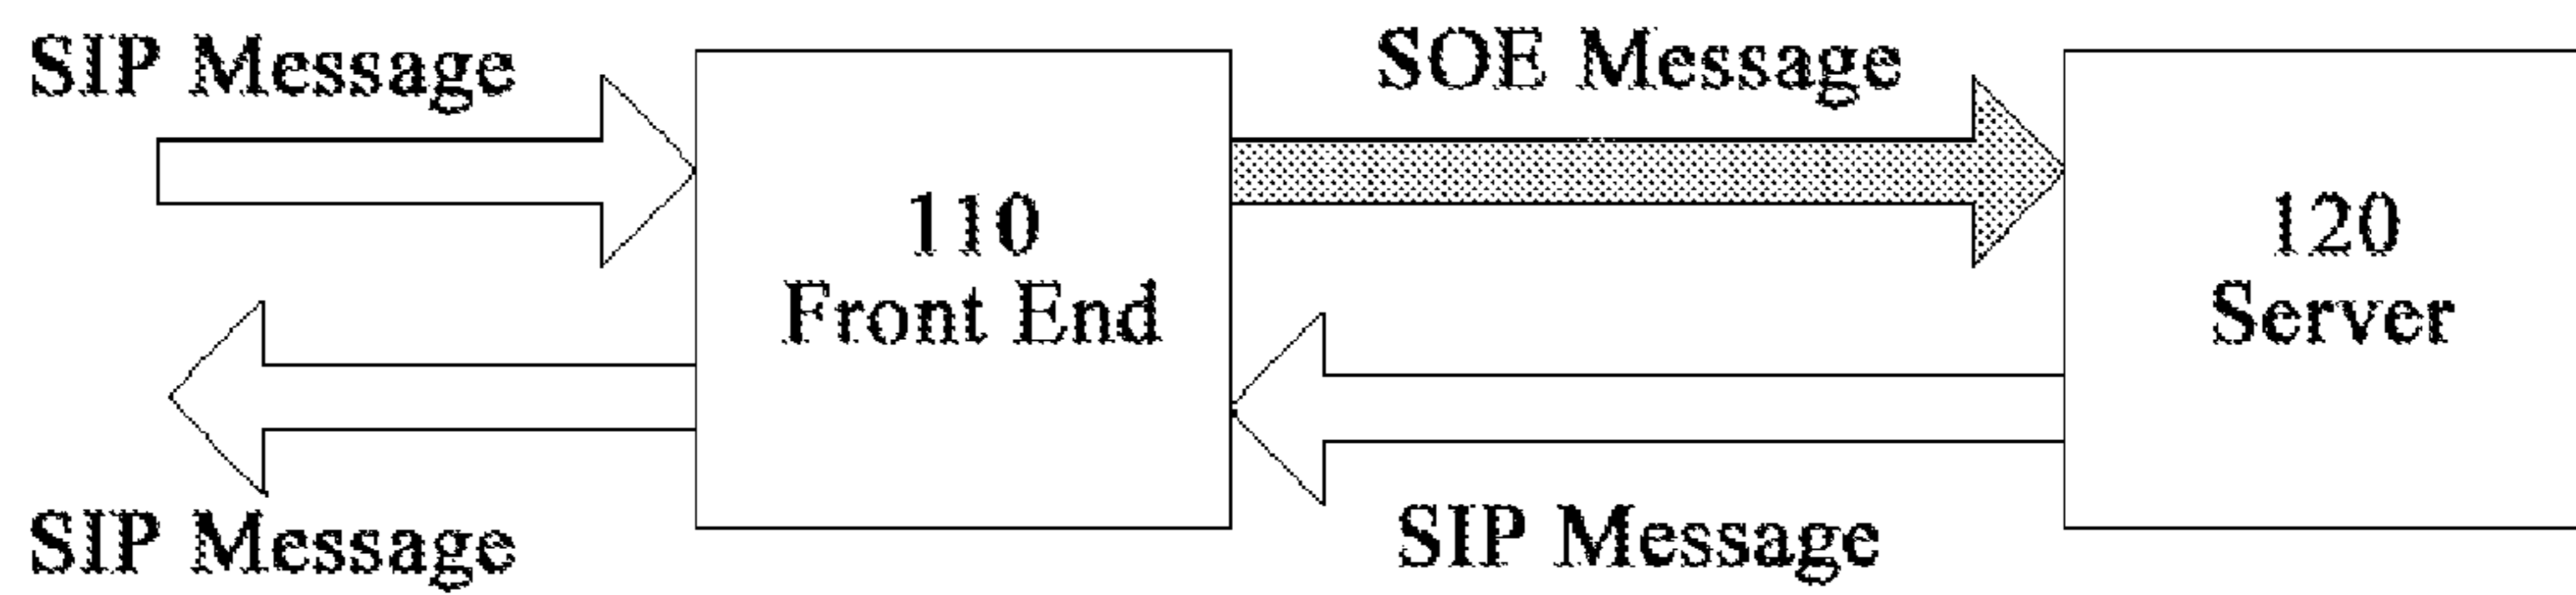 SIP Message
SOE Message
110
Front End
120
Server
SIP Message
SIP Message